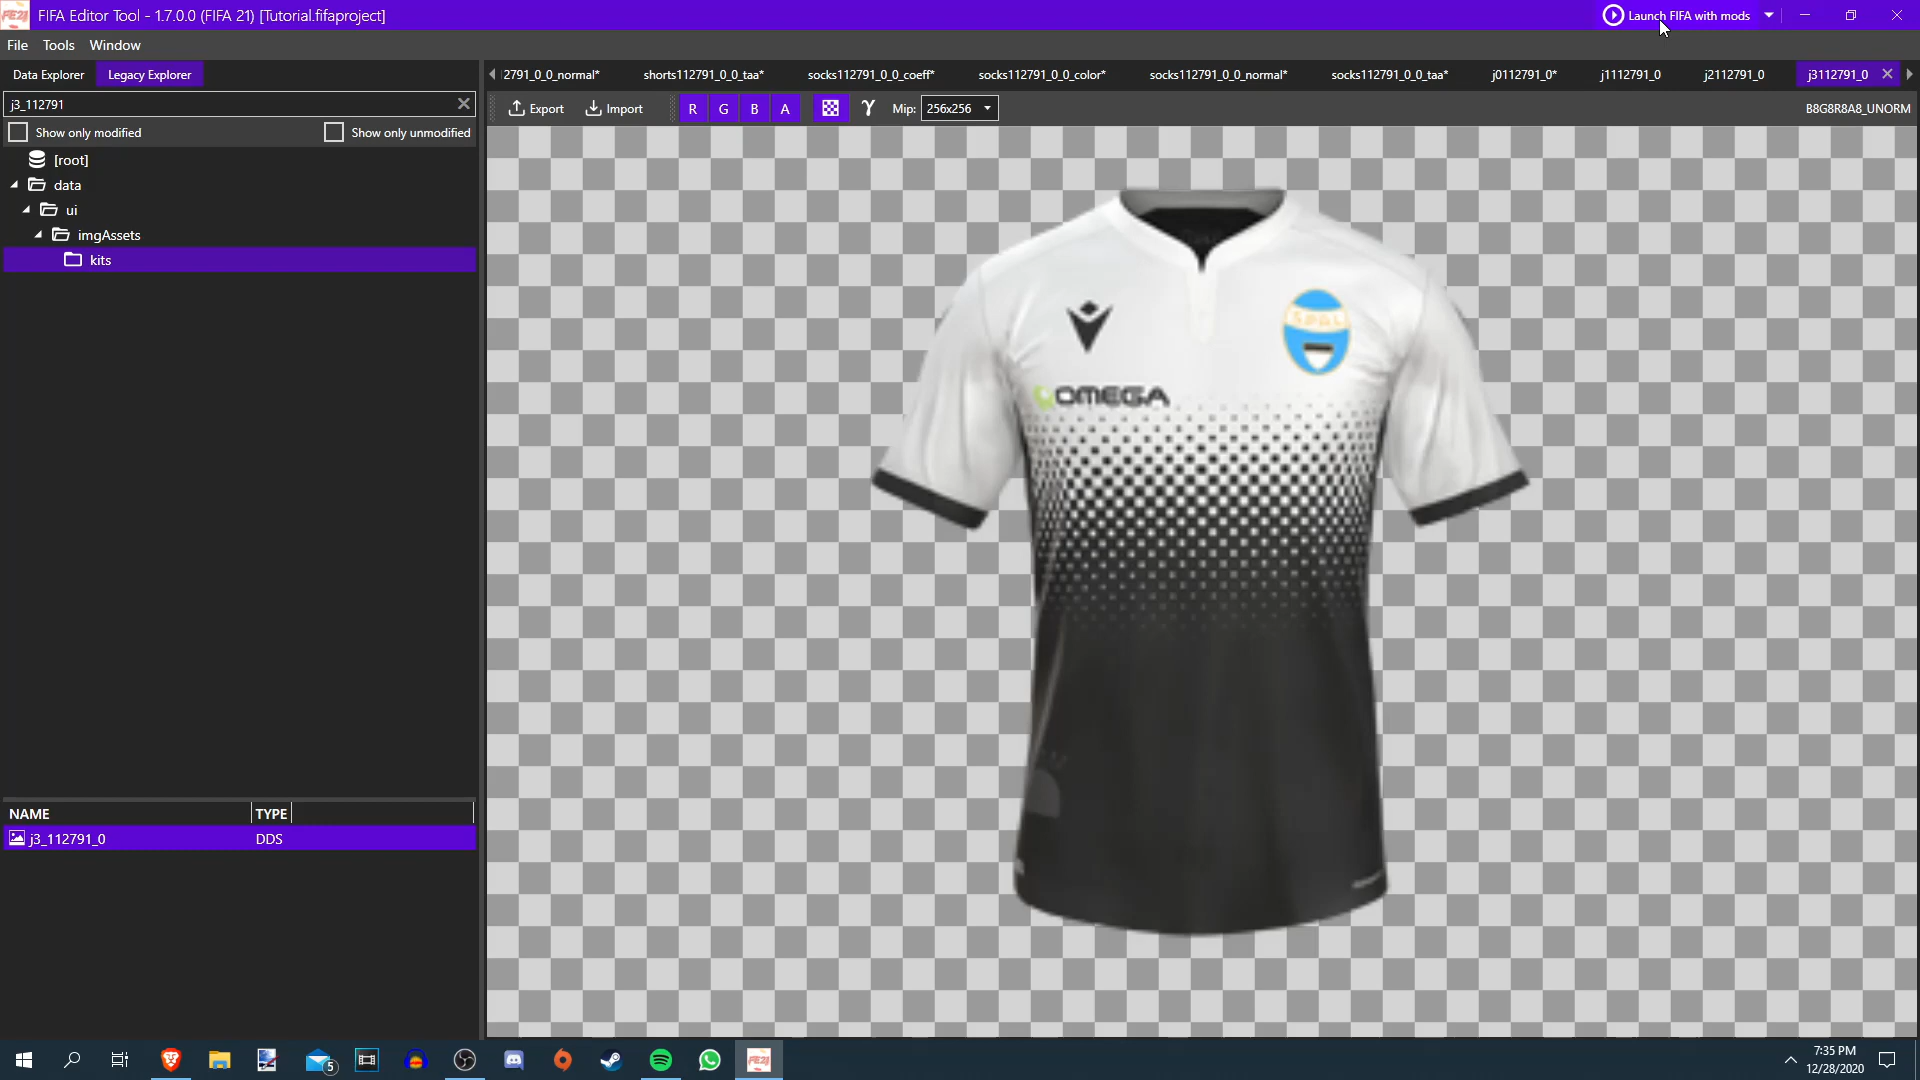 FIFA Editor Tool - 1.7.0.0 (FIFA 21) [Tutorial.fifaproject]
Launch FIFA with mods
File Tools Window
Data Explorer Legacy Explorer
2791_0_0_normal* shorts112791_0_0_taa* socks112791_0_0_coeff* socks112791_0_0_color* socks112791_0_0_normal* socks112791_0_0_taa* j0112791_0* j1112791_0 j2112791_0 j3112791_0
j3_112791
Export Import R G B A γ Mip: 256x256 B8G8R8A8_UNORM
Show only modified Show only unmodified
[root]
data
ui
imgAssets
kits
SPAL
OMEGA
NAME TYPE
j3_112791_0 DDS
FE21
5
7:35 PM
12/28/2020